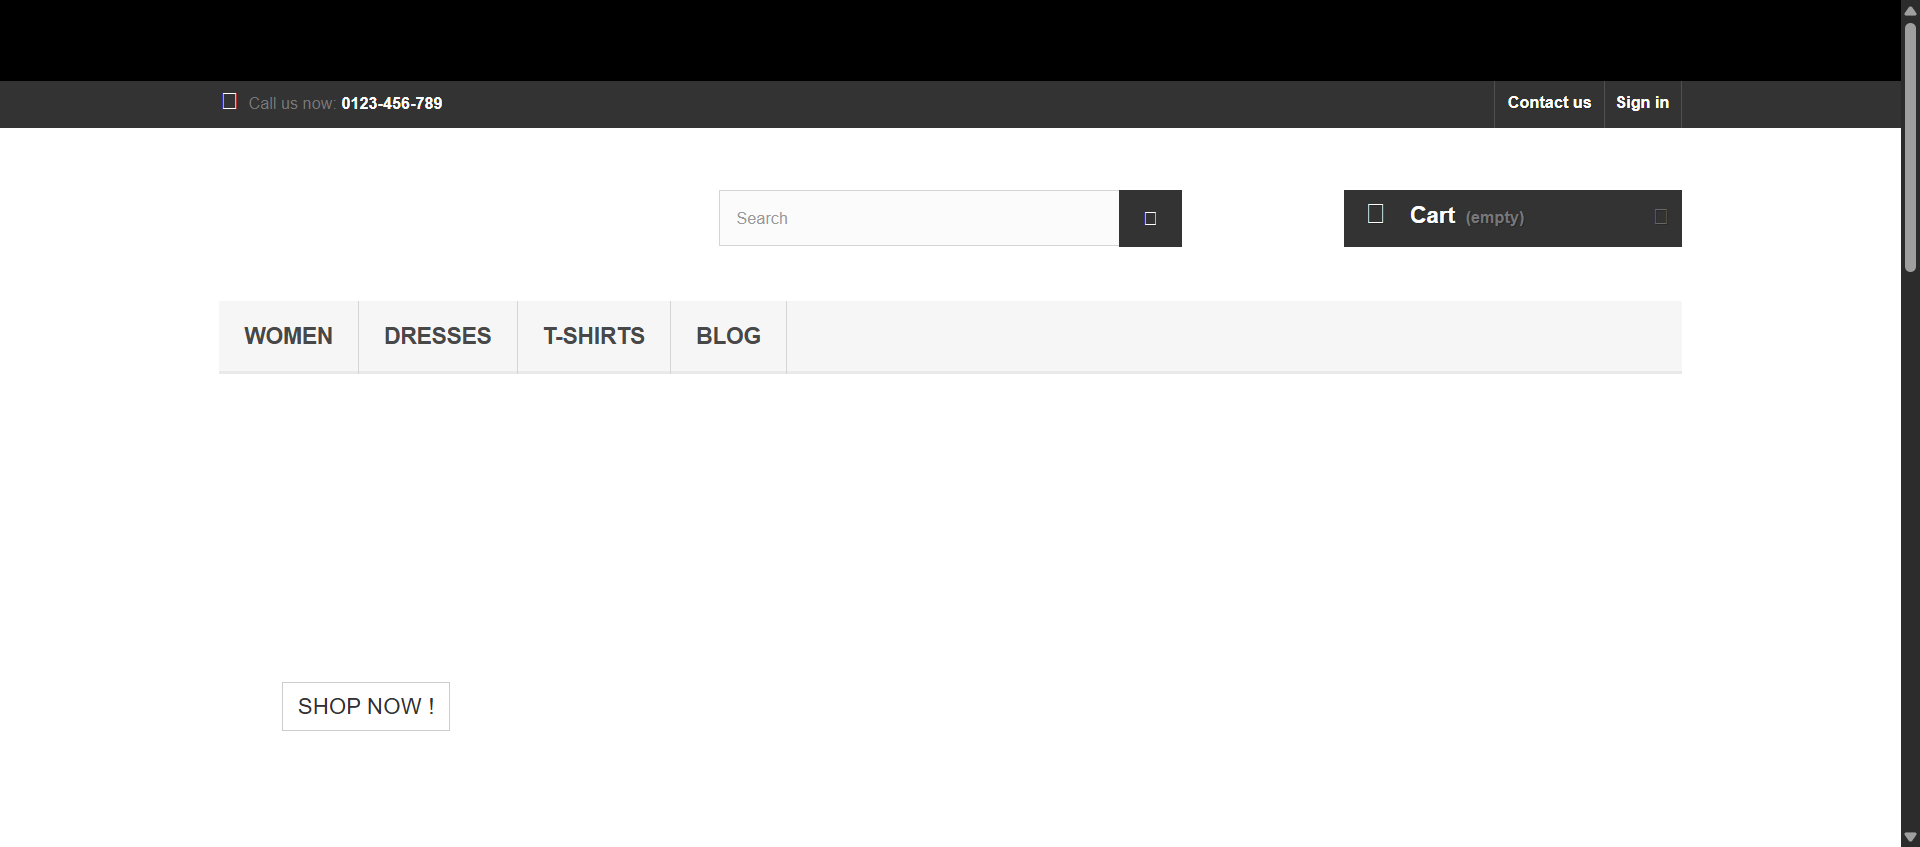 Call us now: 0123-456-789
Contact us
Sign in
Search
Cart (empty)
WOMEN
DRESSES
T-SHIRTS
BLOG
SHOP NOW !